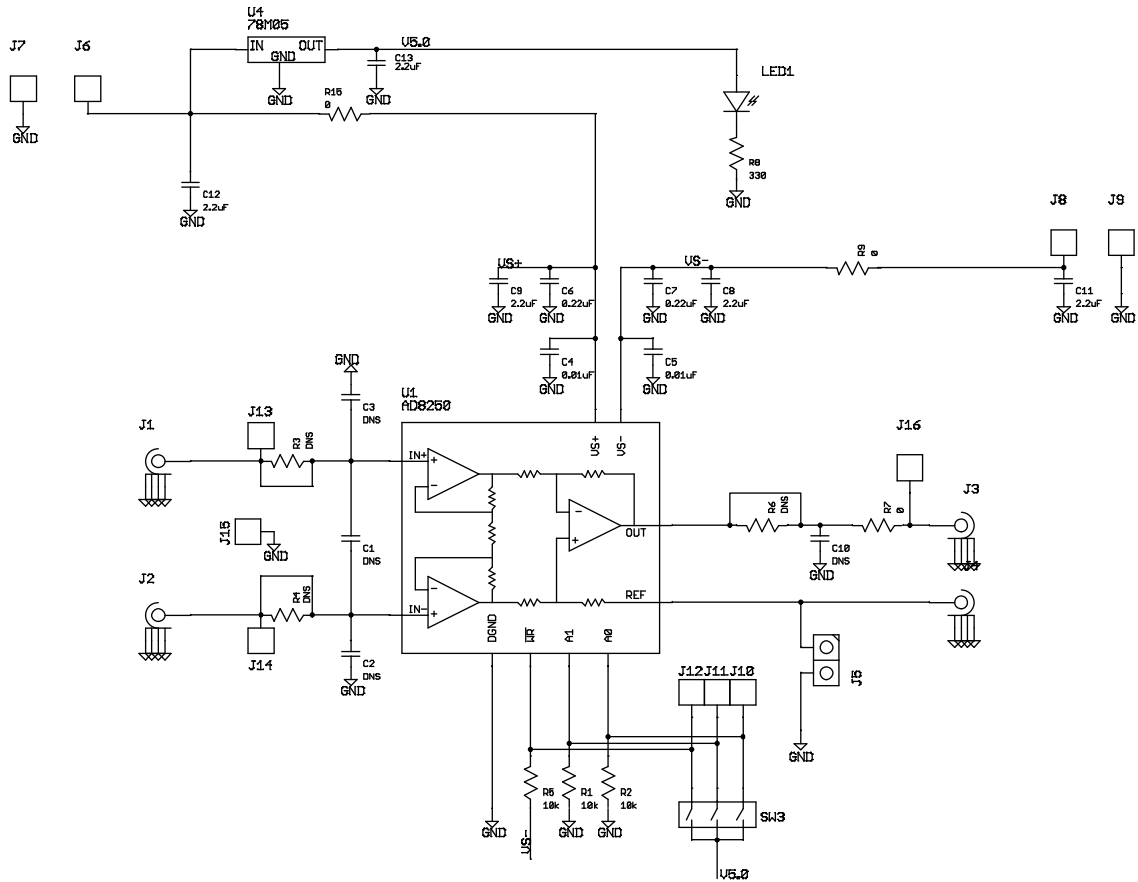 U4
78M05
J7
J6
IN
OUT
GND
V5.0
C13
2.2uF
LED1
R15
0
GND
GND
GND
R8
330
C12
2.2uF
GND
GND
J8
J9
R9
0
VS+
VS-
C9
2.2uF
C6
0.22uF
C7
0.22uF
C8
2.2uF
C11
2.2uF
GND
GND
GND
GND
GND
GND
C4
0.01uF
C5
0.01uF
GND
GND
GND
U1
AD8250
C3
DNS
J13
J1
R3
DNS
VS+
VS-
J16
IN+
J3
R6
DNS
R7
0
J15
GND
C1
DNS
OUT
C10
DNS
GND
J4
J2
R4
DNS
IN-
REF
DGND
WR
A1
A0
J14
C2
DNS
GND
J12
J11
J10
J5
GND
R5
10k
R1
10k
R2
10k
GND
VS-
GND
GND
SW3
V5.0